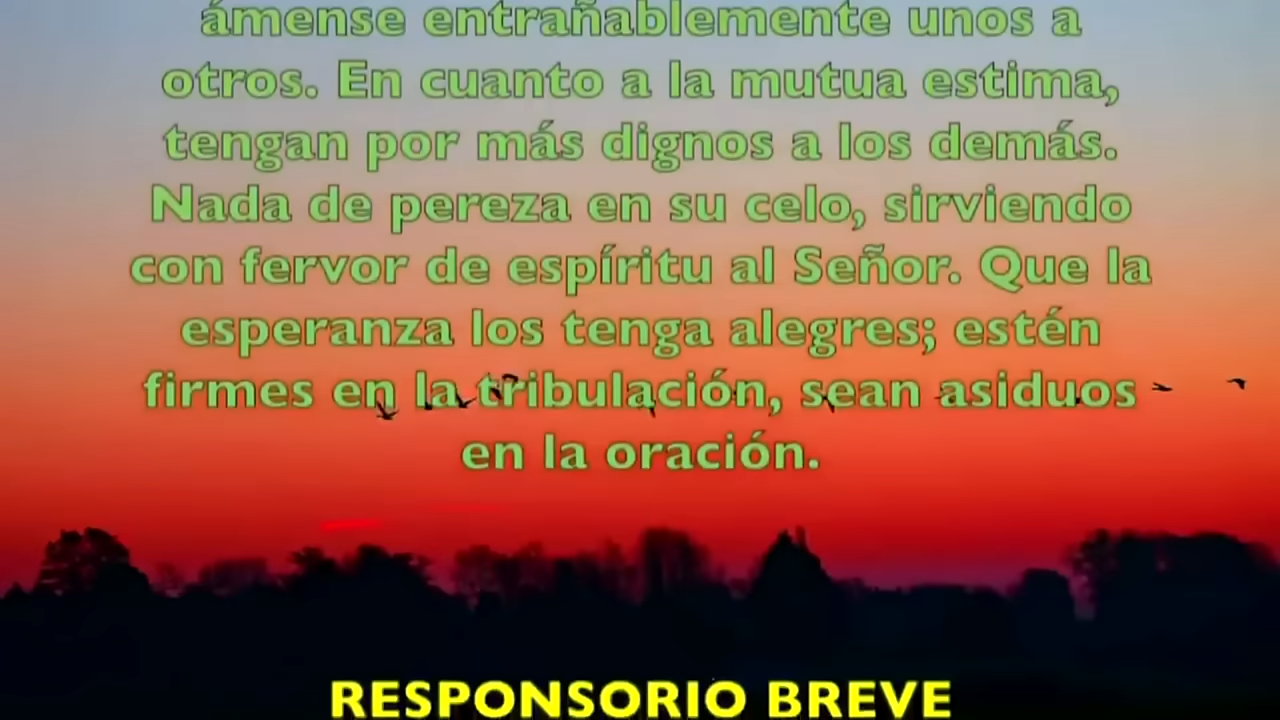 ámense entrañablemente unos a
otros. En cuanto a la mutua estima,
tengan por más dignos a los demás.
Nada de pereza en su celo, sirviendo
con fervor de espíritu al Señor. Que la
esperanza los tenga alegres; estén
firmes en la tribulación, sean asiduos
en la oración.
RESPONSORIO BREVE